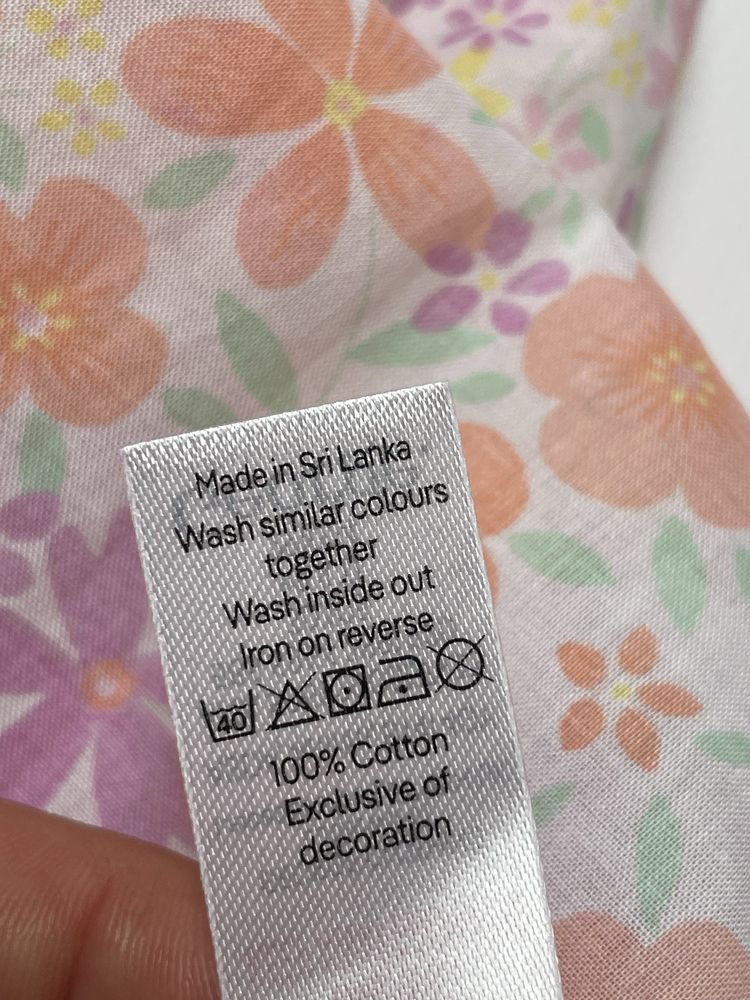 Made in Sri Lanka
Wash similar colours
together
Wash inside out
Iron on reverse
40
100% Cotton
Exclusive of
decoration